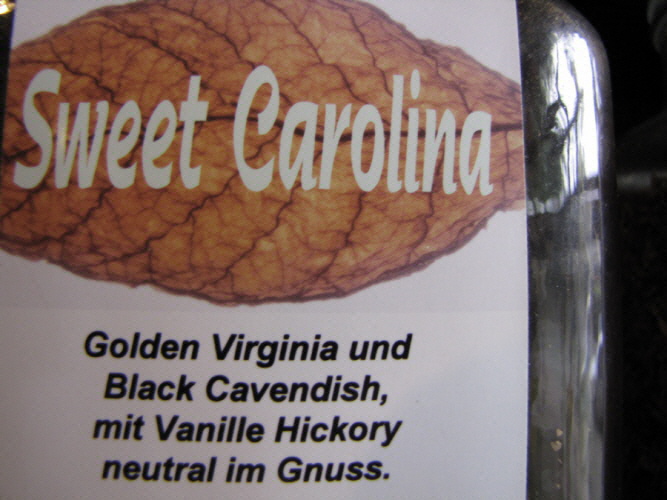 Sweet Carolina
Golden Virginia und
Black Cavendish,
mit Vanille Hickory
neutral im Gnuss.